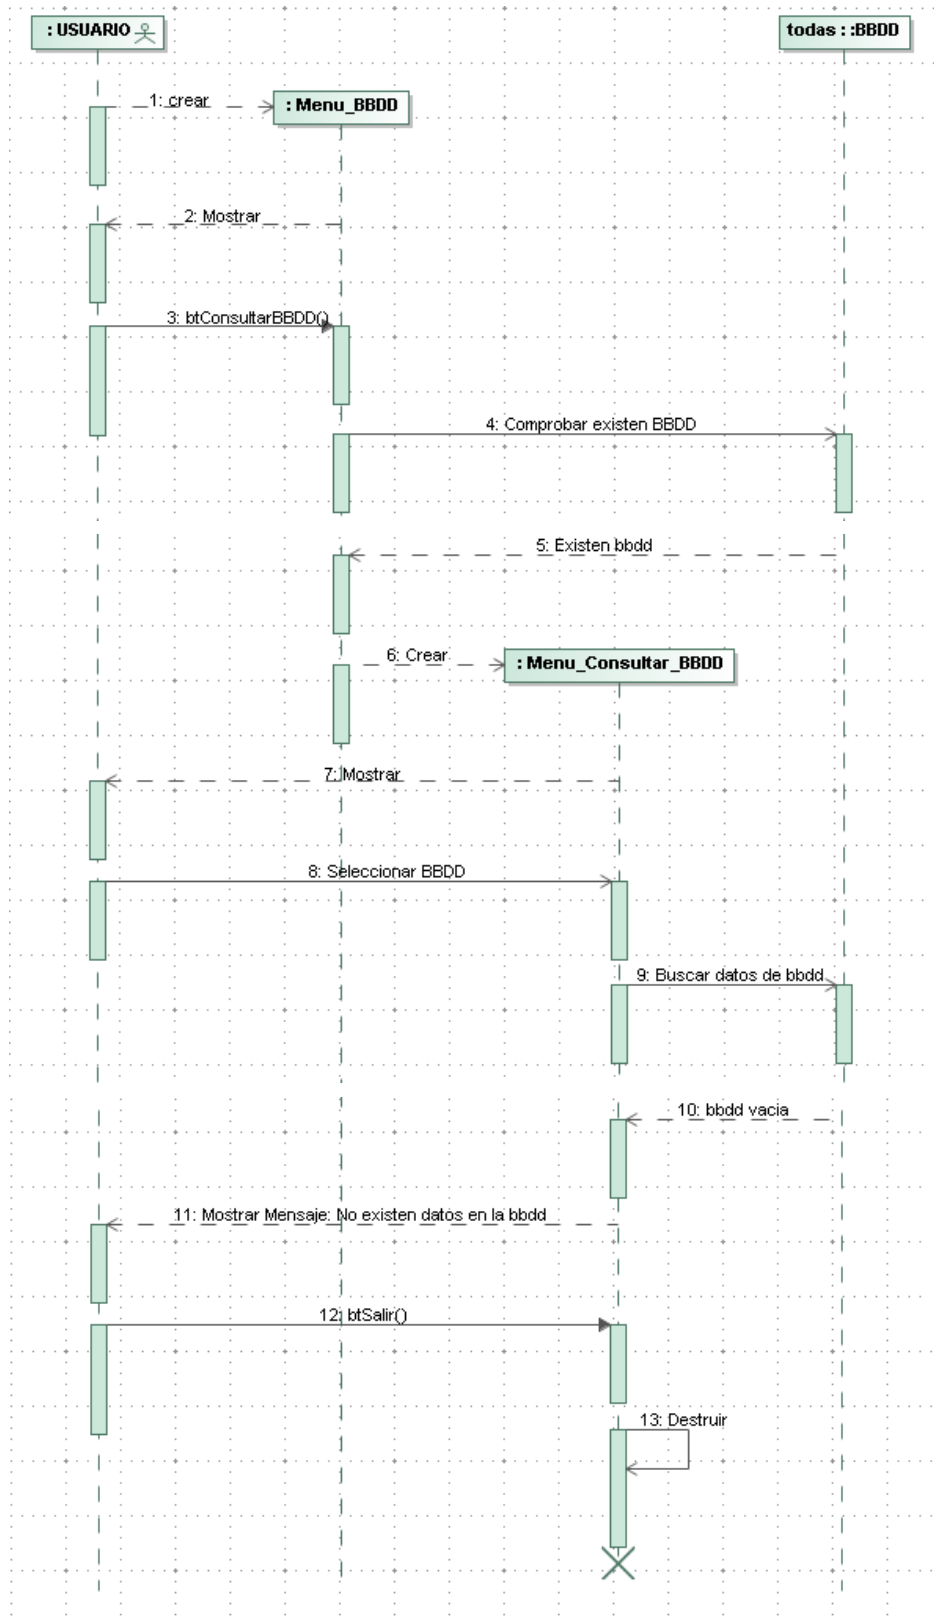 : USUARIO
todas : :BBDD
1: crear
: Menu_BBDD
2: Mostrar
3: btConsultarBBDD()
4: Comprobar existen BBDD
5: Existen bbdd
6: Crear
: Menu_Consultar_BBDD
7: Mostrar
8: Seleccionar BBDD
9: Buscar datos de bbdd
10: bbdd vacia
11: Mostrar Mensaje: No existen datos en la bbdd
12: btSalir()
13: Destruir